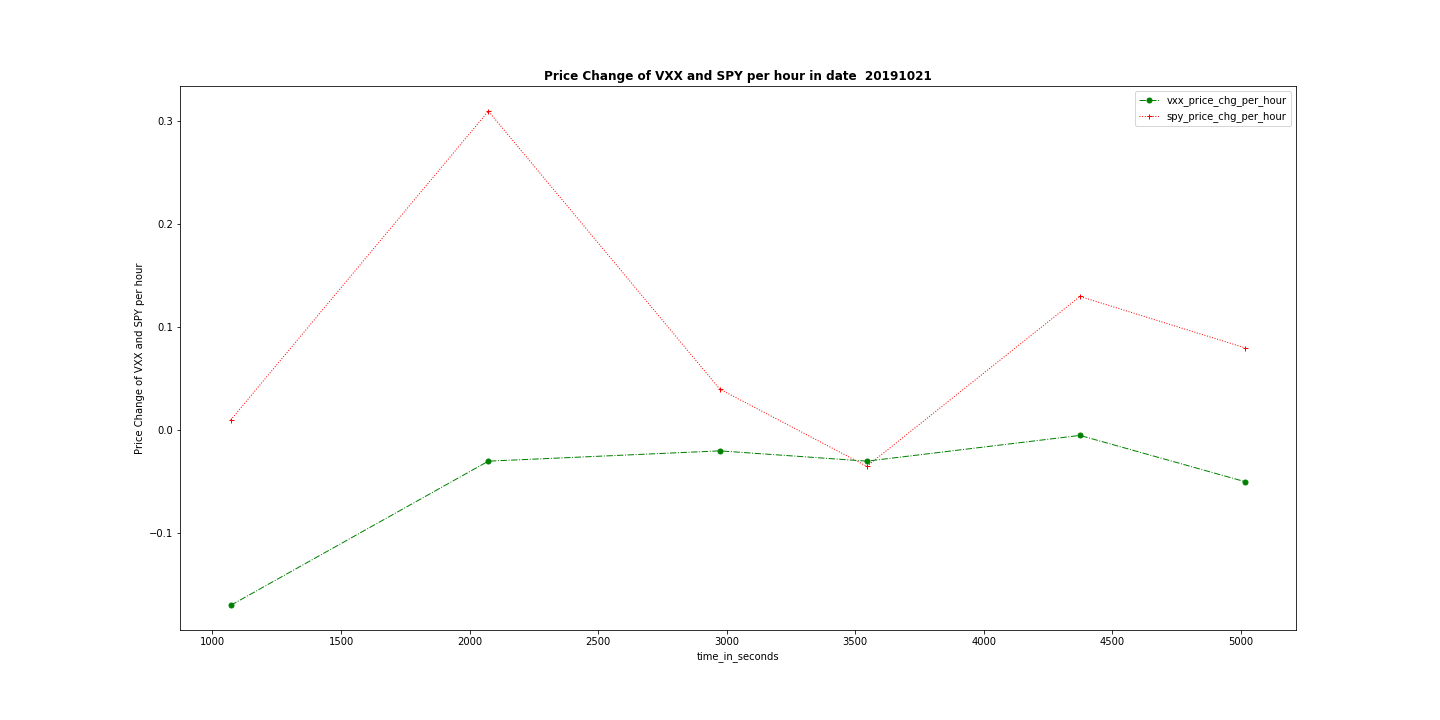 Price Change of VXX and SPY per hour in date  20191021
vxx_price_chg_per_hour
spy_price_chg_per_hour
Price Change of VXX and SPY per hour
0.3
0.2
0.1
0.0
−0.1
1000 1500 2000 2500 3000 3500 4000 4500 5000
time_in_seconds